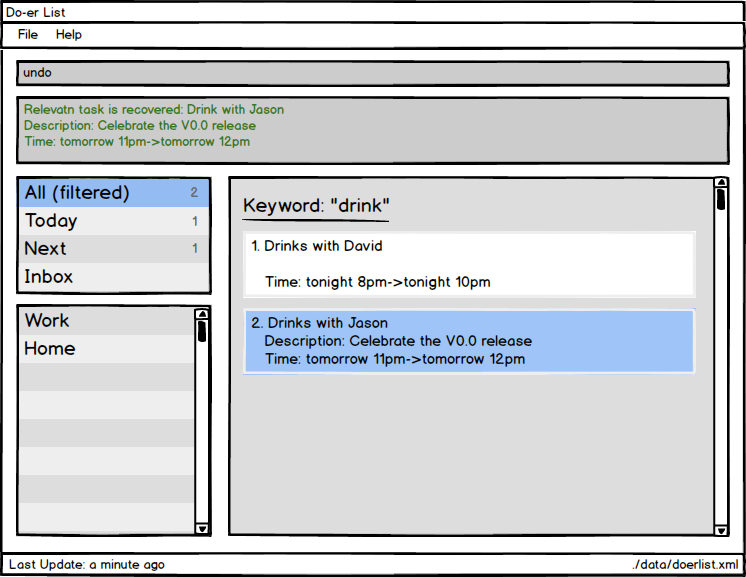 Do-er List
File Help
undo
Relevatn task is recovered: Drink with Jason
Description: Celebrate the V0.0 release
Time: tomorrow 11pm->tomorrow 12pm
All (filtered) 2
Today 1
Next 1
Inbox
Work
Home
Keyword: "drink"
1. Drinks with David
Time: tonight 8pm->tonight 10pm
2. Drinks with Jason
Description: Celebrate the V0.0 release
Time: tomorrow 11pm->tomorrow 12pm
Last Update: a minute ago ./data/doerlist.xml